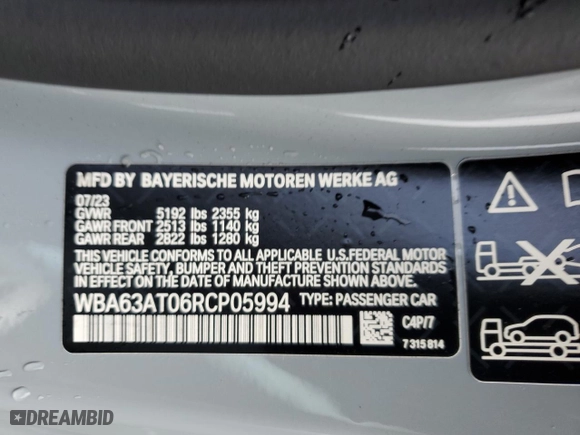 MFD BY BAYERISCHE MOTOREN WERKE AG
07/23
GVWR 5192 lbs 2355 kg
GAWR FRONT 2513 lbs 1140 kg
GAWR REAR 2822 lbs 1280 kg
THIS VEHICLE CONFORMS TO ALL APPLICABLE U.S.FEDERAL MOTOR
VEHICLE SAFETY, BUMPER AND THEFT PREVENTION STANDARDS
IN EFFECT ON THE DATE OF MANUFACTURE SHOWN ABOVE.
WBA63AT06RCP05994 TYPE: PASSENGER CAR
C4P/7
7 315 814
DREAMBID